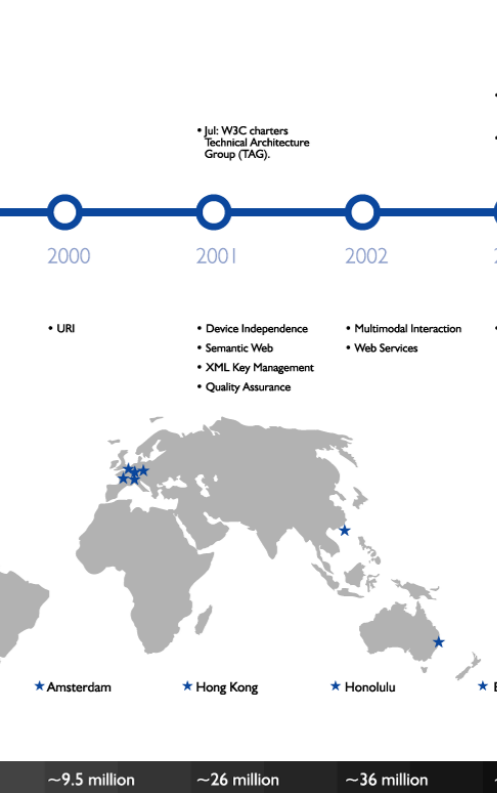 • Jul: W3C charters
Technical Architecture
Group (TAG).
2000
2001
2002
• URI
• Device Independence
• Semantic Web
• XML Key Management
• Quality Assurance
• Multimodal Interaction
• Web Services
Amsterdam
Hong Kong
Honolulu
~9.5 million
~26 million
~36 million